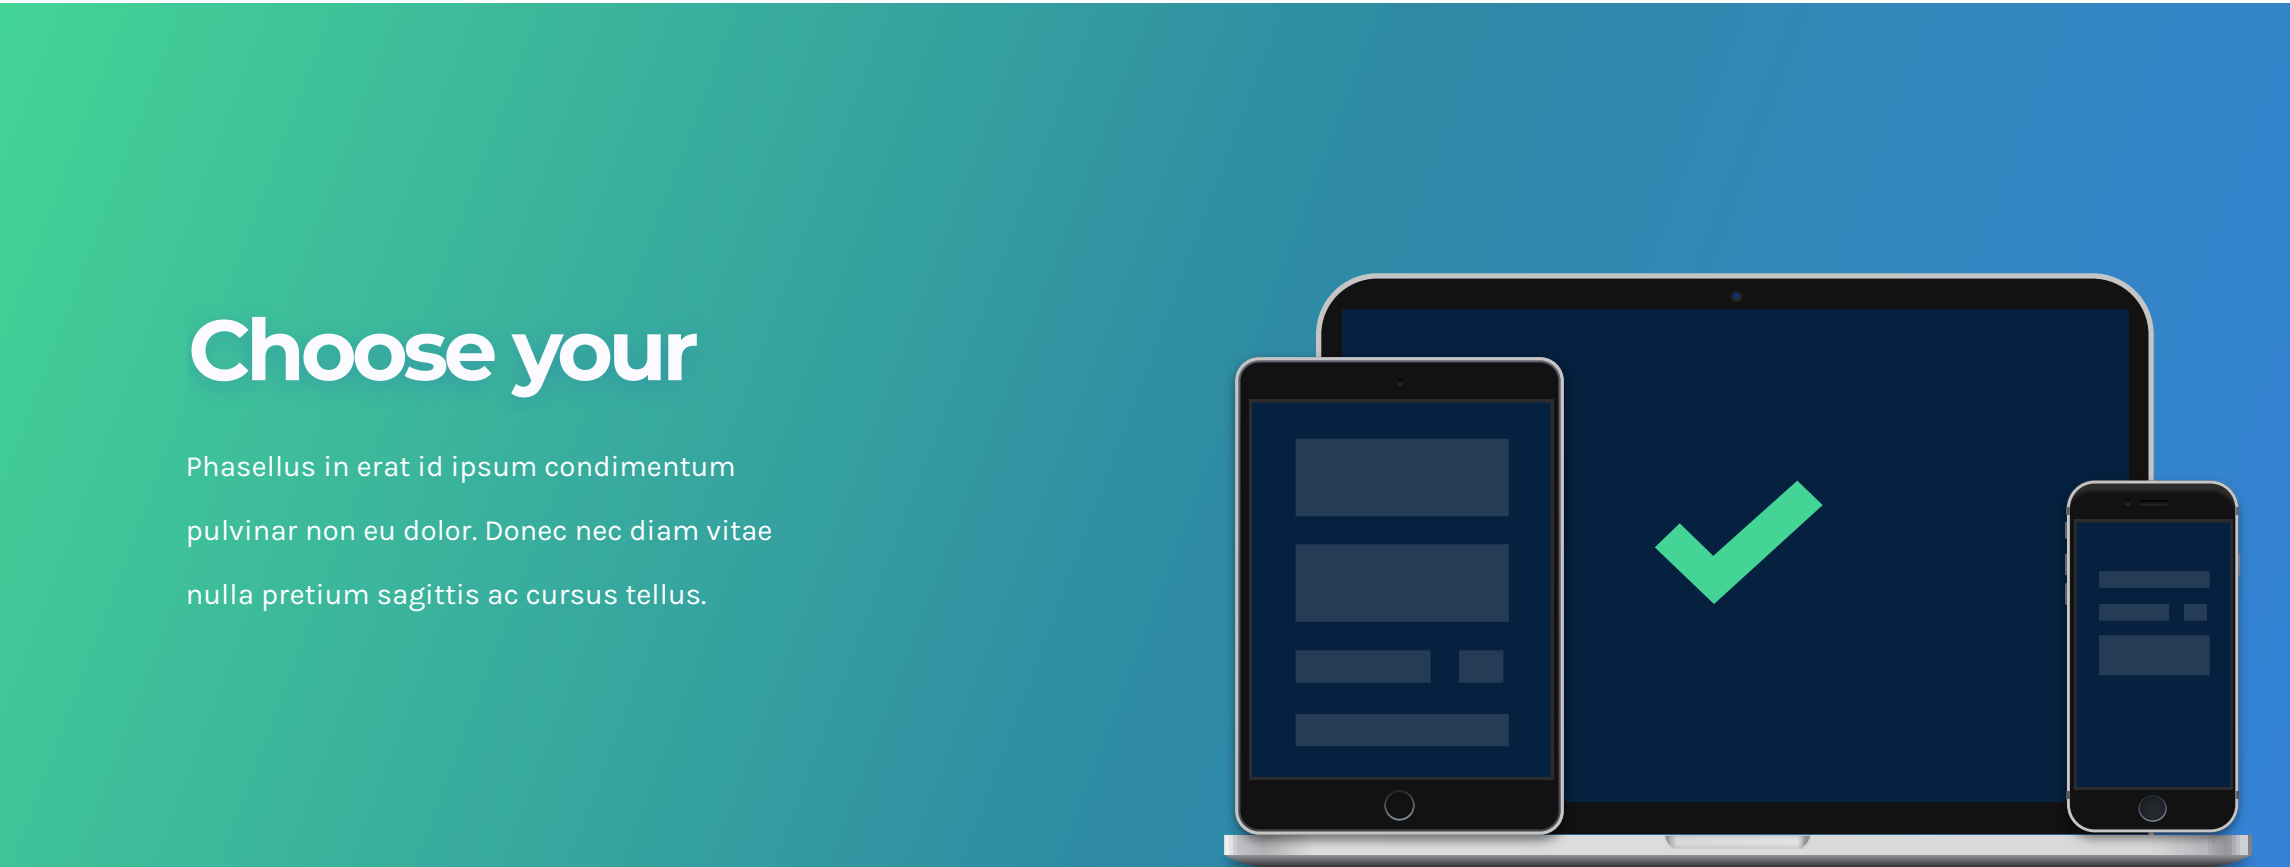 Choose your
Phasellus in erat id ipsum condimentum
pulvinar non eu dolor. Donec nec diam vitae
nulla pretium sagittis ac cursus tellus.